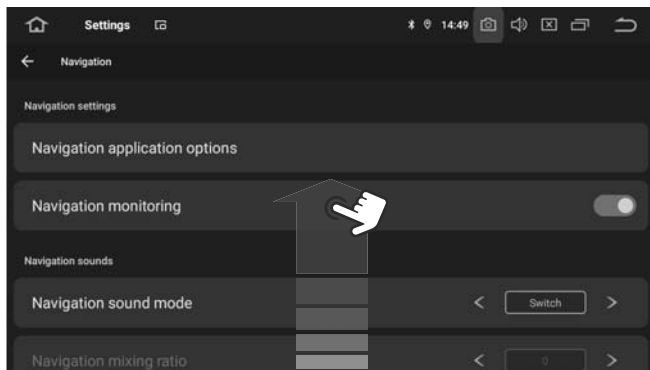 Settings 14:49
Navigation
Navigation settings
Navigation application options
Navigation monitoring
Navigation sounds
Navigation sound mode < Switch >
Navigation mixing ratio < 0 >